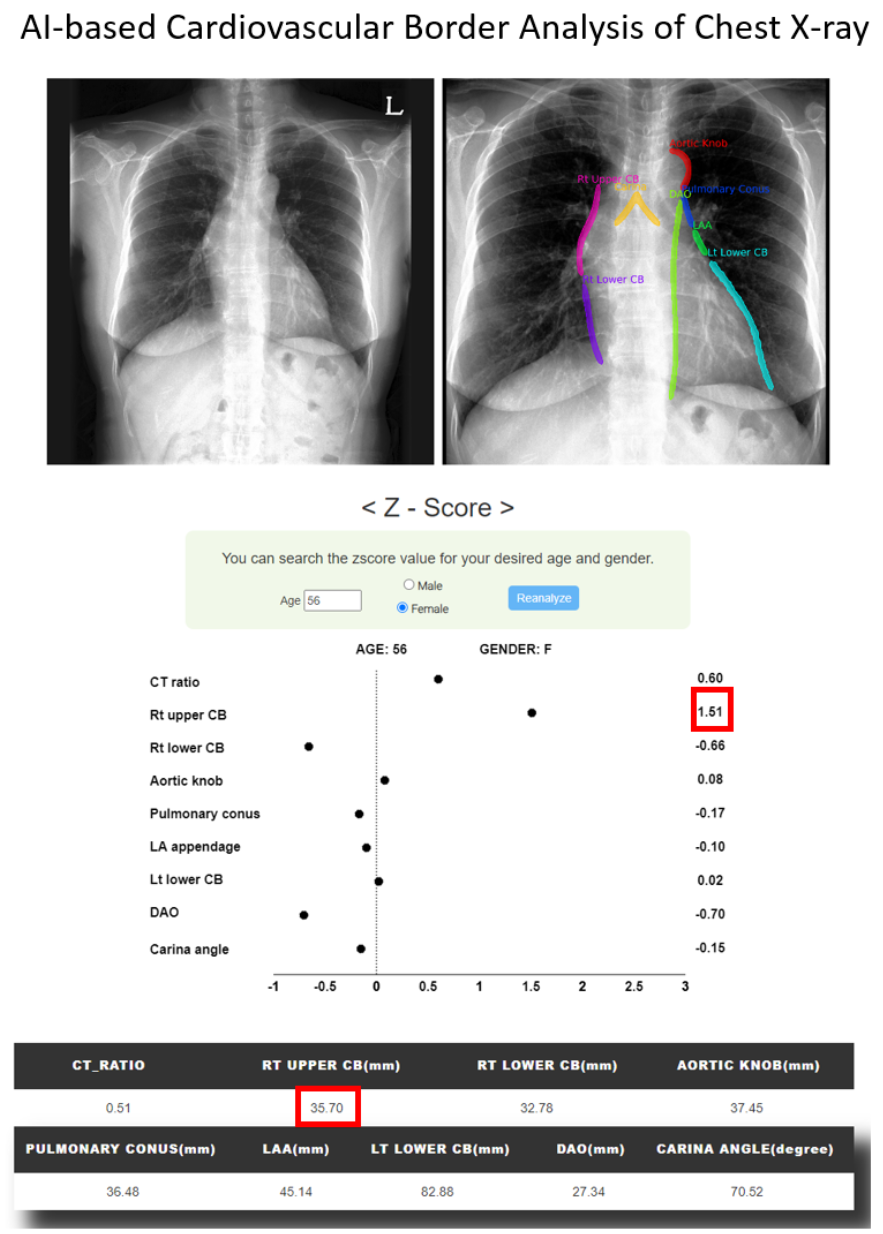 AI-based Cardiovascular Border Analysis of Chest X-ray
L
Aortic Knob
Rt Upper CB
DAO
Pulmonary Conus
LAA
Lt Lower CB
Rt Lower CB
< Z - Score >
You can search the zscore value for your desired age and gender.
Age 56 Male Female Reanalyze
AGE: 56 GENDER: F
CT ratio 0.60
Rt upper CB 1.51
Rt lower CB -0.66
Aortic knob 0.08
Pulmonary conus -0.17
LA appendage -0.10
Lt lower CB 0.02
DAO -0.70
Carina angle -0.15
-1 -0.5 0 0.5 1 1.5 2 2.5 3
CT_RATIO RT UPPER CB(mm) RT LOWER CB(mm) AORTIC KNOB(mm)
0.51 35.70 32.78 37.45
PULMONARY CONUS(mm) LAA(mm) LT LOWER CB(mm) DAO(mm) CARINA ANGLE(degree)
36.48 45.14 82.88 27.34 70.52